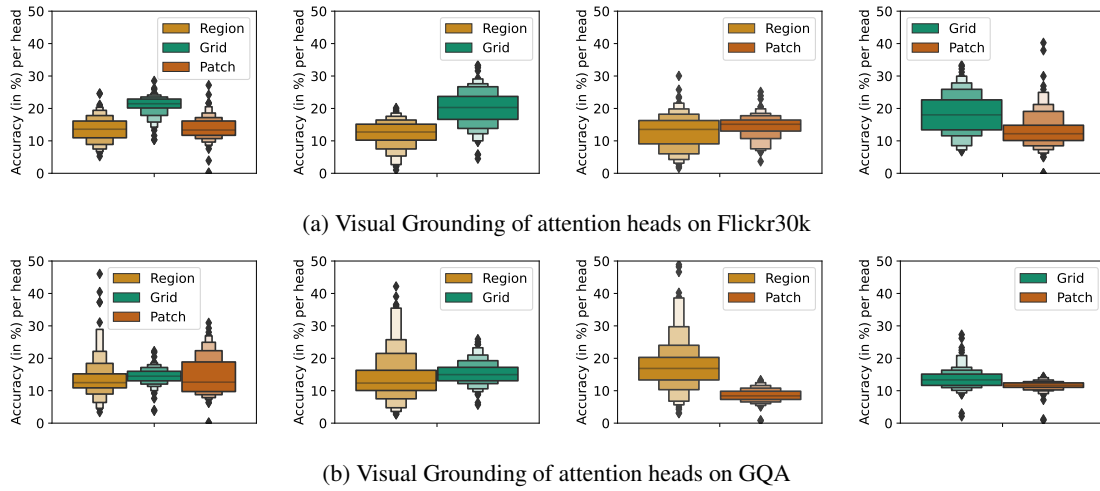 Accuracy (in %) per head
50
40
30
20
10
0
Region
Grid
Patch
Accuracy (in %) per head
50
40
30
20
10
0
Region
Grid
Accuracy (in %) per head
50
40
30
20
10
0
Region
Patch
Accuracy (in %) per head
50
40
30
20
10
0
Grid
Patch
(a) Visual Grounding of attention heads on Flickr30k
Accuracy (in %) per head
50
40
30
20
10
0
Region
Grid
Patch
Accuracy (in %) per head
50
40
30
20
10
0
Region
Grid
Accuracy (in %) per head
50
40
30
20
10
0
Region
Patch
Accuracy (in %) per head
50
40
30
20
10
0
Grid
Patch
(b) Visual Grounding of attention heads on GQA